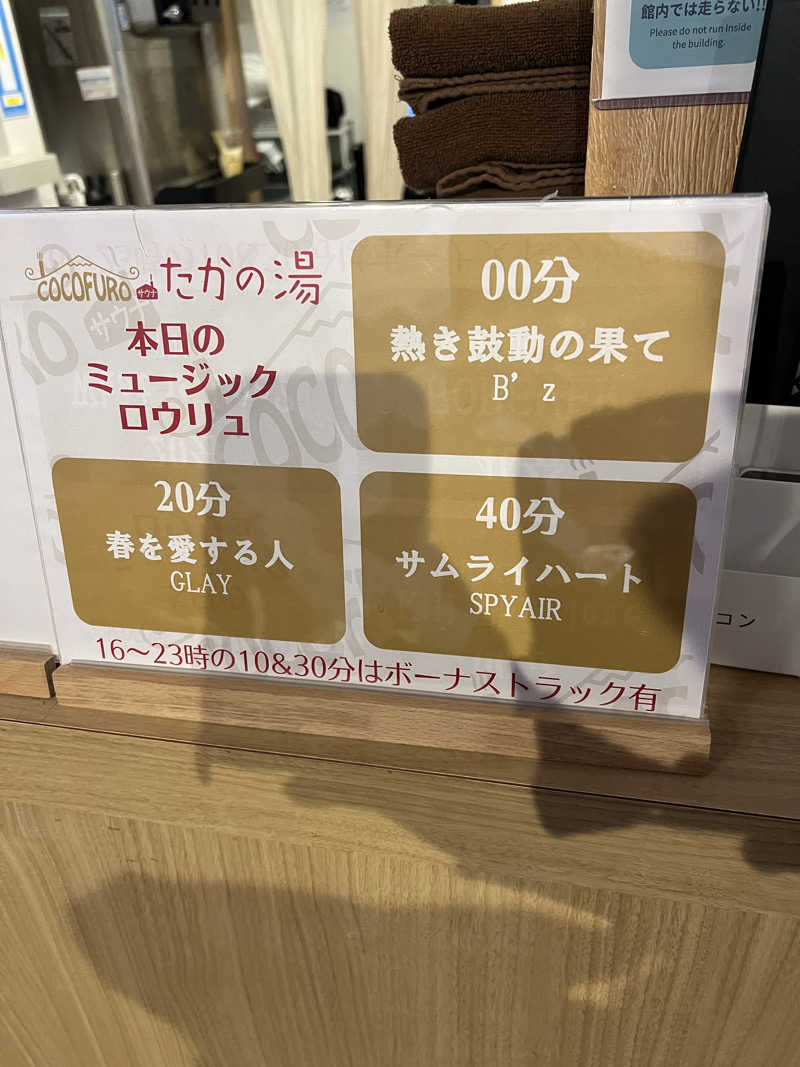 館内では走らない!!
Please do not run inside
the building.
COCOFURO サウナ たかの湯
本日の
ミュージック
ロウリュ
00分
熱き鼓動の果て
B'z
20分
春を愛する人
GLAY
40分
サムライハート
SPYAIR
16〜23時の10&30分はボーナストラック有
コン